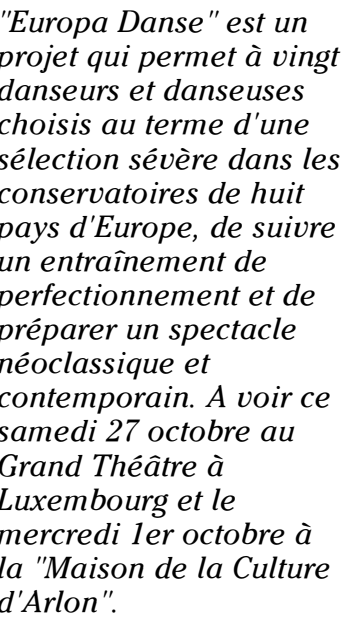 "Europa Danse" est un
projet qui permet à vingt
danseurs et danseuses
choisis au terme d'une
sélection sévère dans les
conservatoires de huit
pays d'Europe, de suivre
un entraînement de
perfectionnement et de
préparer un spectacle
néoclassique et
contemporain. A voir ce
samedi 27 octobre au
Grand Théâtre à
Luxembourg et le
mercredi 1er octobre à
la "Maison de la Culture
d'Arlon".